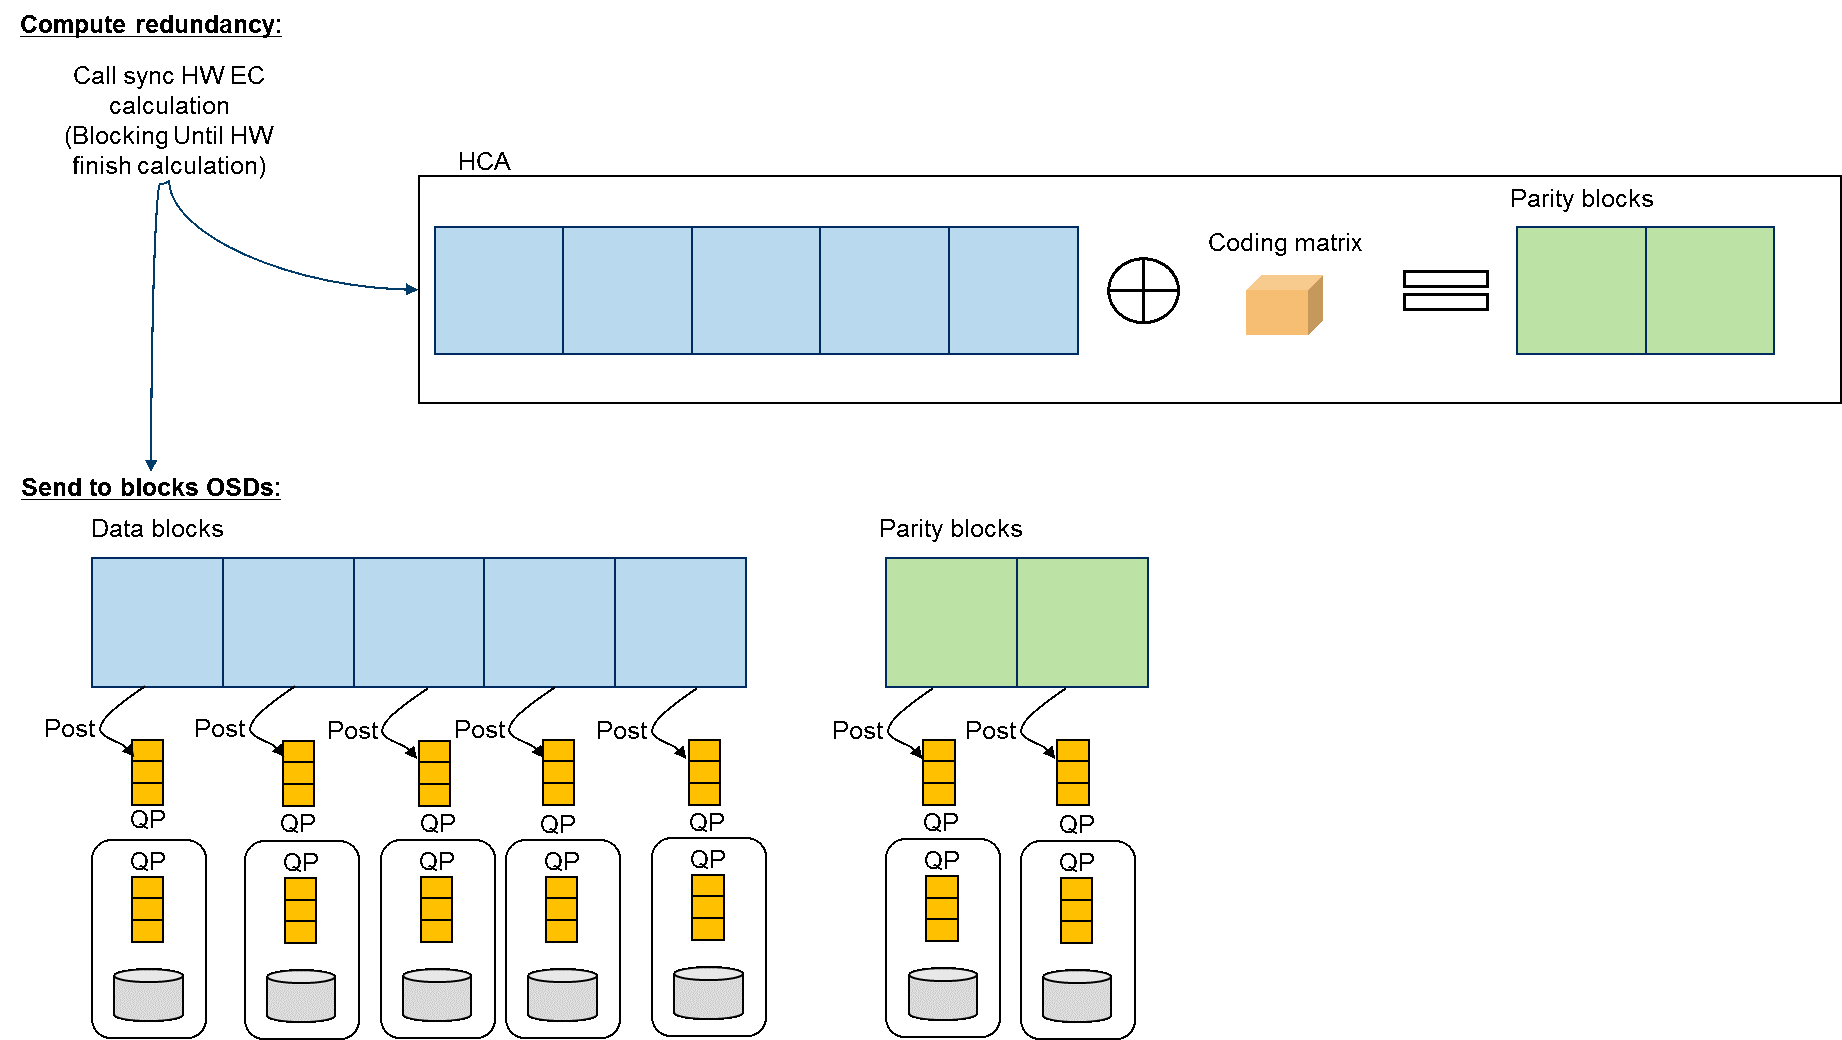 Compute redundancy:
Call sync HW EC
calculation
(Blocking Until HW
finish calculation)
HCA
Parity blocks
Coding matrix
Send to blocks OSDs:
Data blocks
Parity blocks
Post
Post
Post
Post
Post
Post
Post
QP
QP
QP
QP
QP
QP
QP
QP
QP
QP
QP
QP
QP
QP